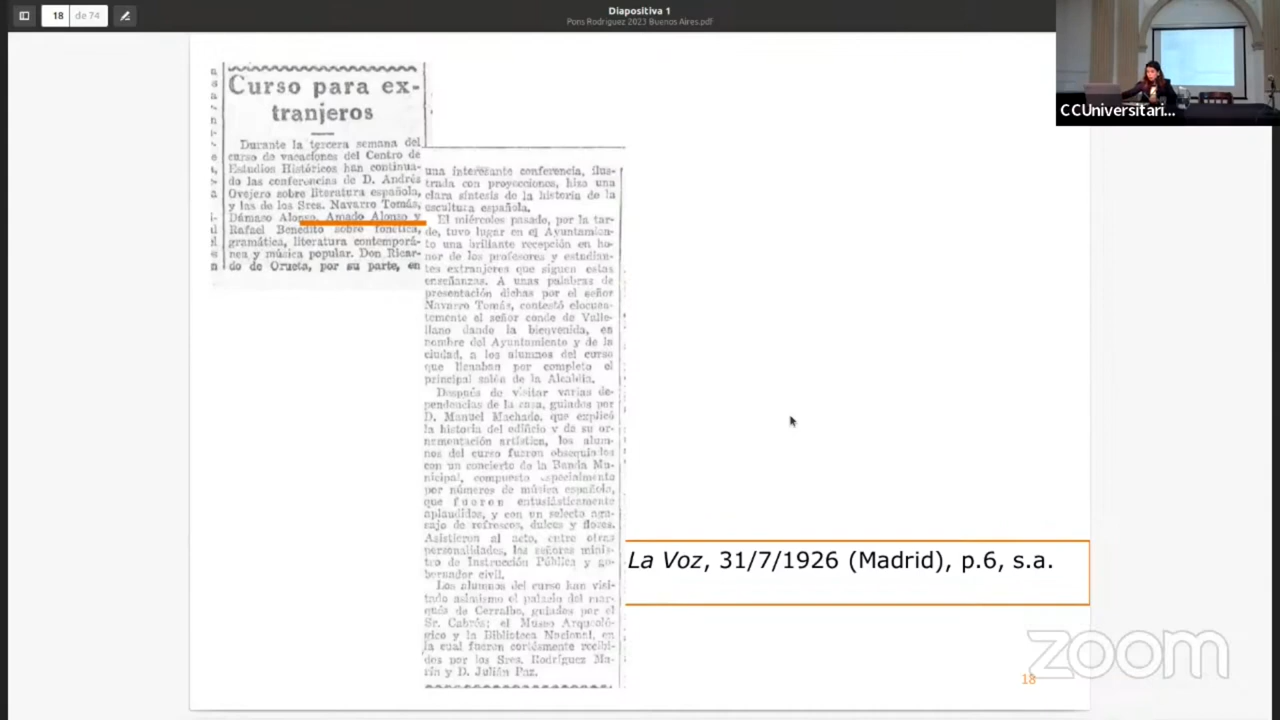 Diapositiva 1
Pons Rodriguez 2023 Buenos Aires.pdf
18 de 74
CCUniversitari...
Curso para ex-
tranjeros
Durante la tercera semana del
curso de vacaciones del Centro de
Estudios Históricos han continua-
do las conferencias de D. Andrés
Ovejero sobre literatura española,
y las de los Sres. Navarro Tomás,
Dámaso Alonso, Amado Alonso y
Rafael Benedito sobre fonética,
gramática, literatura contemporá-
nea y música popular. Don Ricar-
do de Orueta, por su parte, en
una interesante conferencia, ilus-
trada con proyecciones, hizo una
clara síntesis de la historia de la
escultura española.
El miércoles pasado, por la tar-
de, tuvo lugar en el Ayuntamien-
to una brillante recepción en ho-
nor de los profesores y estudian-
tes extranjeros que siguen estas
enseñanzas. A unas palabras de
presentación dichas por el señor
Navarro Tomás, contestó elocuen-
temente el señor conde de Valle-
llano dando la bienvenida, en
nombre del Ayuntamiento y de la
ciudad, a los alumnos del curso
que llenaban por completo el
principal salón de la Alcaldía.
Después de visitar varias de-
pendencias de la casa, guiados por
D. Manuel Machado, que explicó
la historia del edificio y de su or-
nementación artística, los alum-
nos del curso fueron obsequiados
con un concierto de la Banda Mu-
nicipal, compuesto especialmente
por números de música española,
que fueron entusiásticamente
aplaudidos, y con un selecto aga-
sajo de refrescos, dulces y flores.
Asistieron al acto, entre otras
personalidades, los señores minis-
tro de Instrucción Pública y go-
bernador civil.
Los alumnos del curso han visi-
tado asimismo el palacio del mar-
qués de Cerralbo, guiados por el
Sr. Cabré; el Museo Arqueoló-
gico y la Biblioteca Nacional, en
la cual fueron cortésmente recibi-
dos por los Sres. Rodríguez Ma-
rín y D. Julián Paz.
La Voz, 31/7/1926 (Madrid), p.6, s.a.
zoom
18